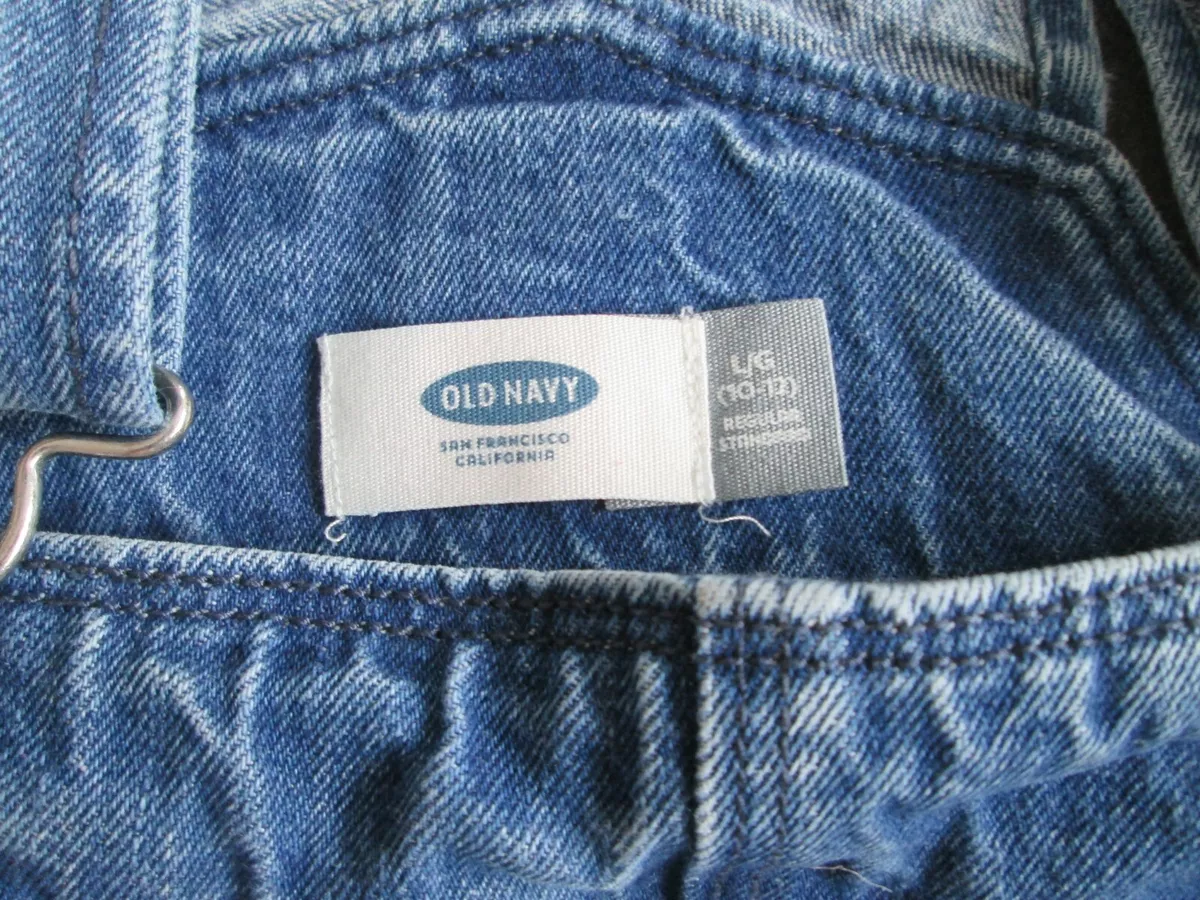 OLD NAVY
SAN FRANCISCO
CALIFORNIA
L/G
(10-12)
REGULAR